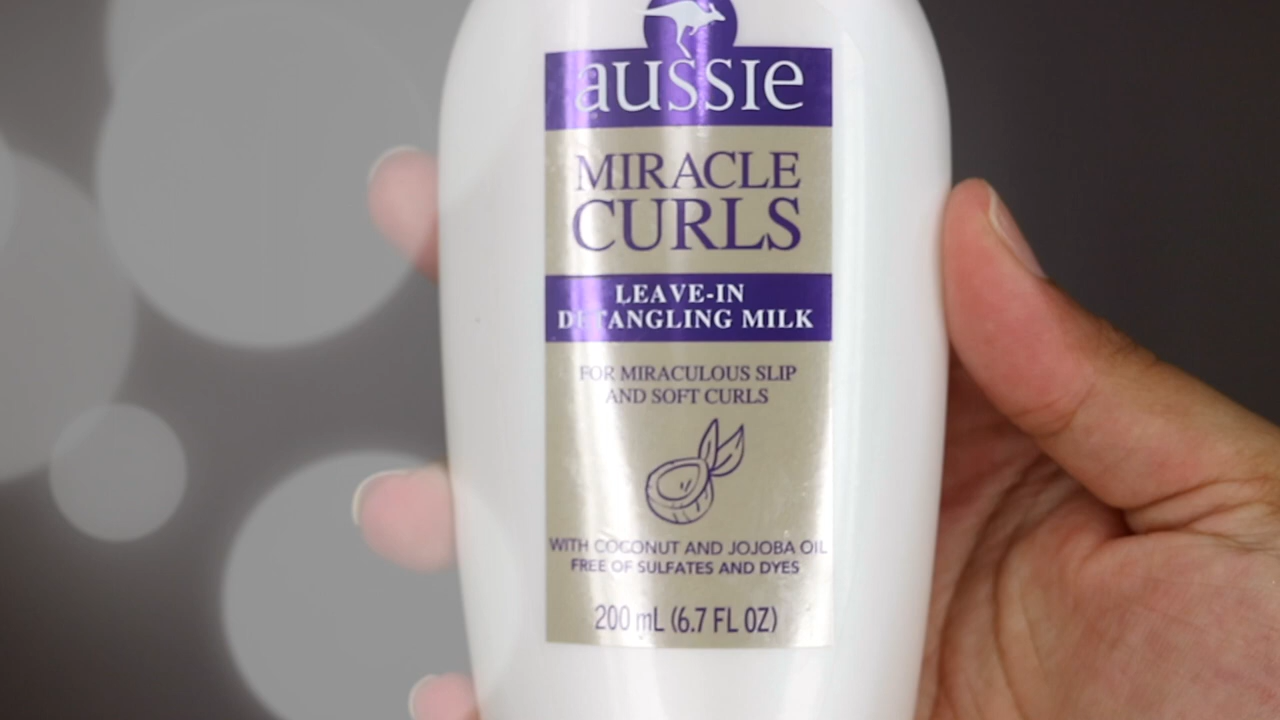 aussie
MIRACLE
CURLS
LEAVE-IN
DETANGLING MILK
FOR MIRACULOUS SLIP
AND SOFT CURLS
WITH COCONUT AND JOJOBA OIL
FREE OF SULFATES AND DYES
200 mL (6.7 FL OZ)